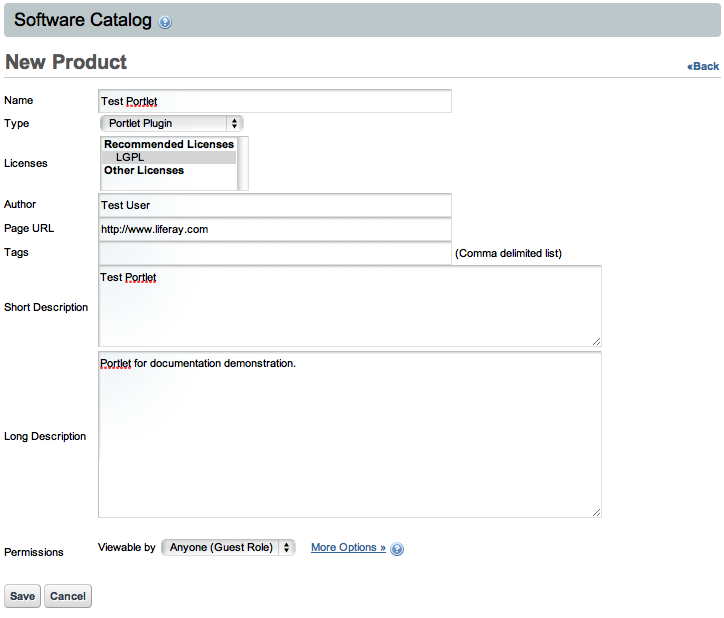 Software Catalog ?
New Product
«Back
Name Test Portlet
Type Portlet Plugin
Licenses
Recommended Licenses
LGPL
Other Licenses
Author Test User
Page URL http://www.liferay.com
Tags (Comma delimited list)
Short Description
Test Portlet
Long Description
Portlet for documentation demonstration.
Permissions Viewable by Anyone (Guest Role) More Options » ?
Save Cancel